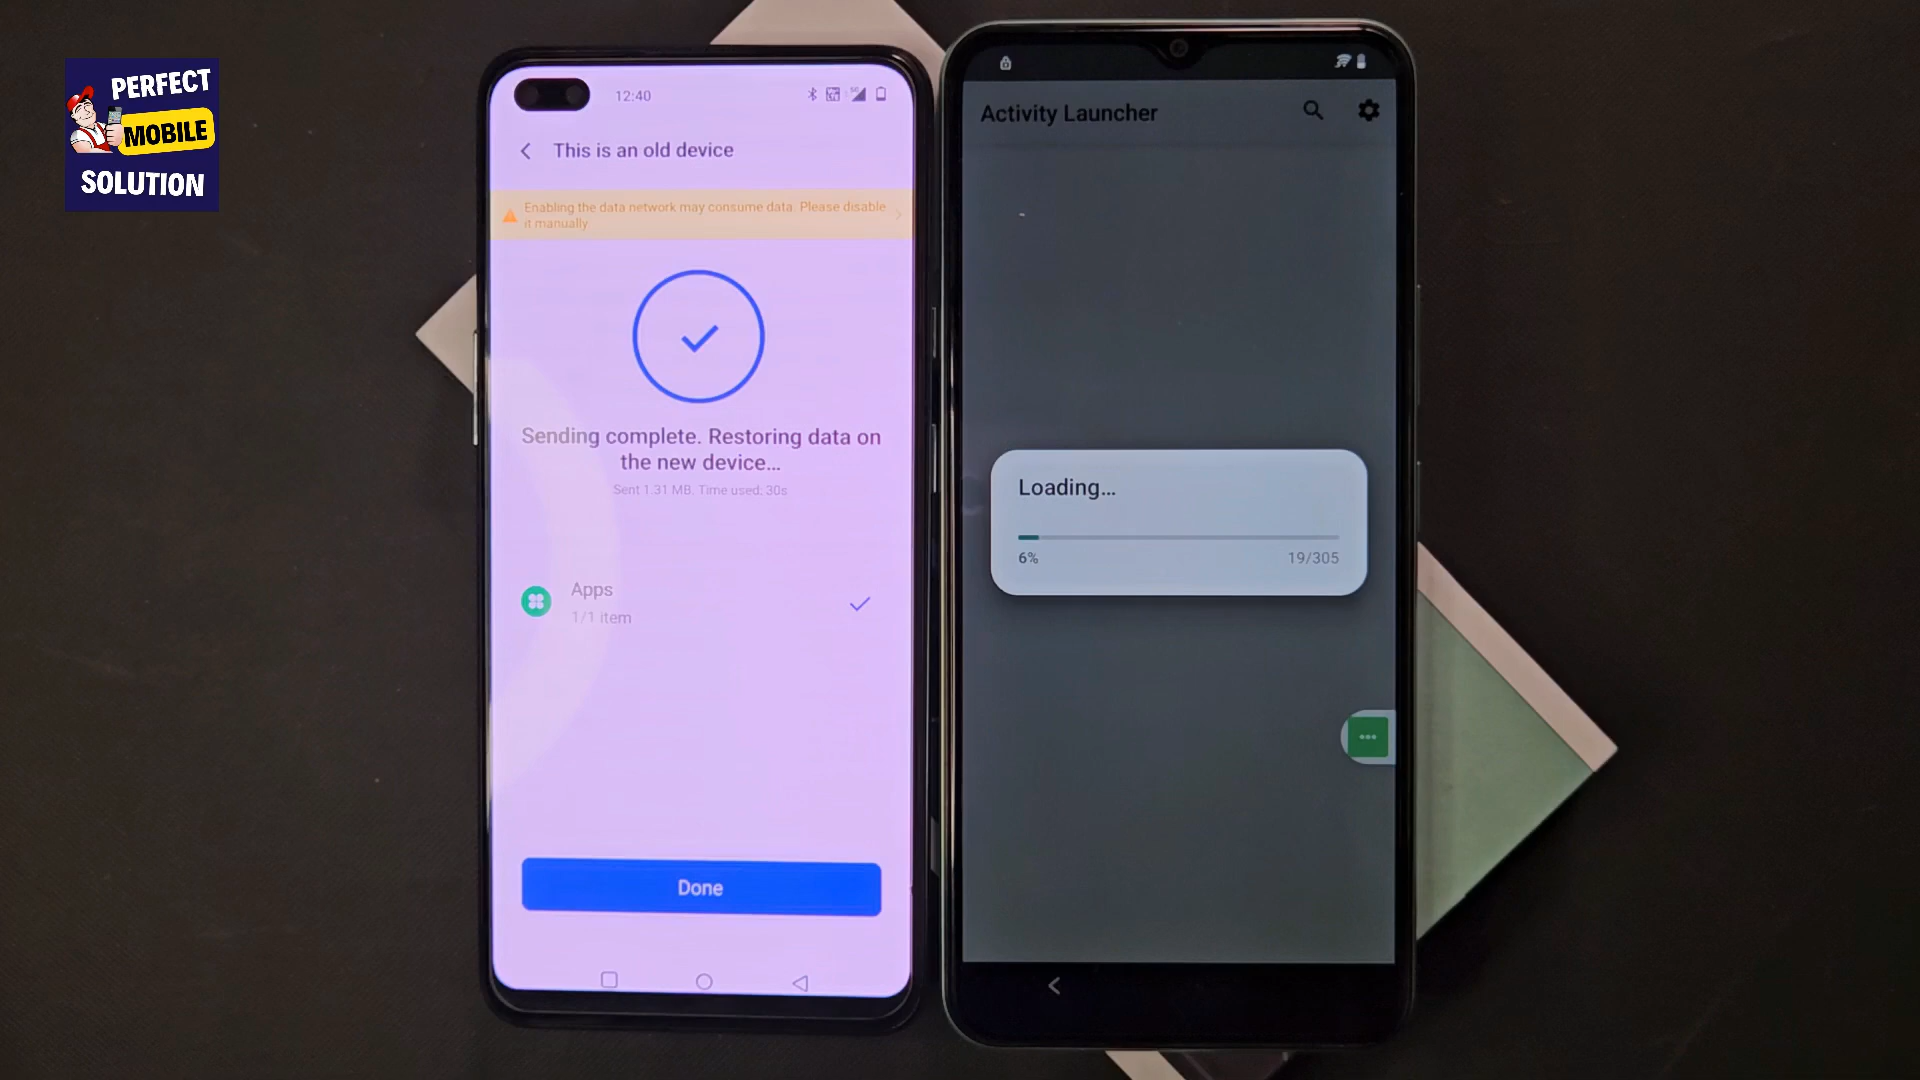 PERFECT
MOBILE
SOLUTION
12:40
This is an old device
Enabling the data network may consume data. Please disable
it manually
Sending complete. Restoring data on
the new device...
Sent 1.31 MB. Time used: 30s
Apps
1/1 item
Done
Activity Launcher
Loading...
6%
19/305